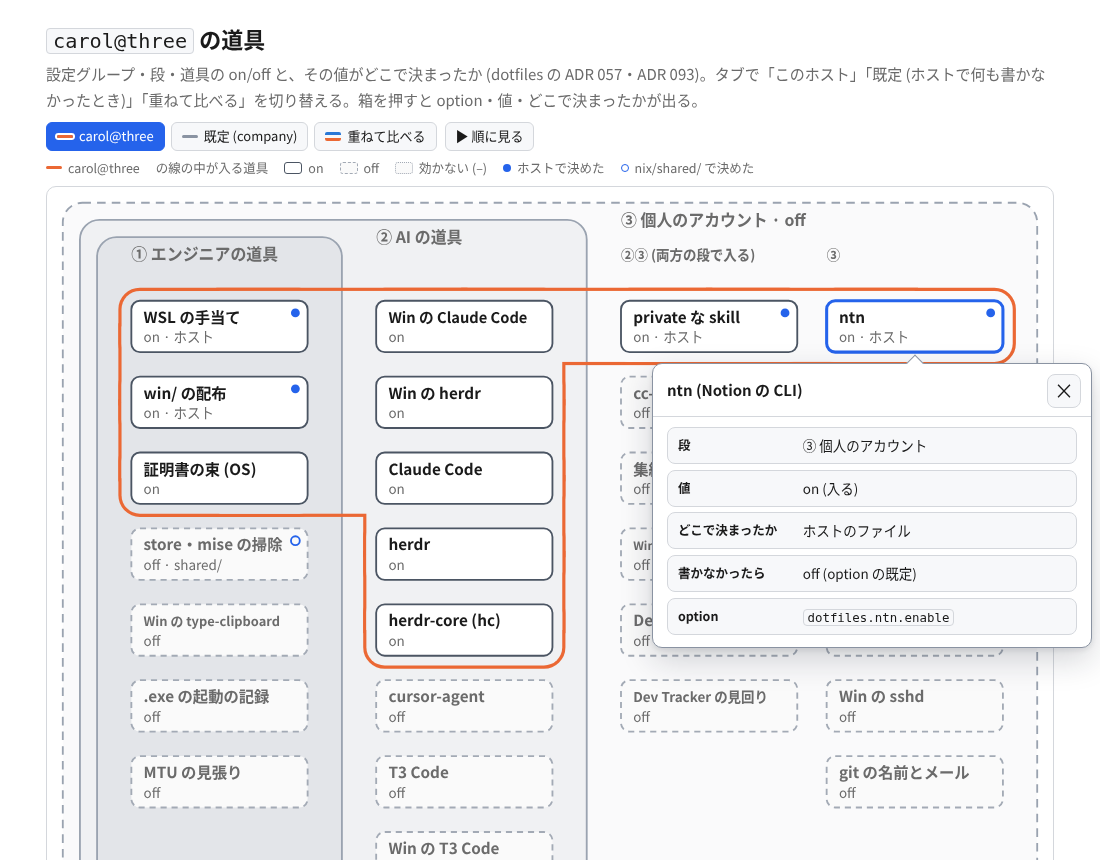 carol@three の道具
設定グループ・段・道具の on/off と、その値がどこで決まったか (dotfiles の ADR 057・ADR 093)。タブで「このホスト」「既定 (ホストで何も書かな
かったとき)」「重ねて比べる」を切り替える。箱を押すと option・値・どこで決まったかが出る。
carol@three 既定 (company) 重ねて比べる ▶ 順に見る
carol@three の線の中が入る道具 on off 効かない (–) ホストで決めた nix/shared/ で決めた
③ 個人のアカウント · off
② AI の道具
① エンジニアの道具
②③ (両方の段で入る)
③
WSL の手当て
on · ホスト
Win の Claude Code
on
private な skill
on · ホスト
ntn
on · ホスト
win/ の配布
on · ホスト
Win の herdr
on
cc-
off
証明書の束 (OS)
on
Claude Code
on
off
store・mise の掃除
off · shared/
herdr
on
Win
off
Win の type-clipboard
off
herdr-core (hc)
on
De
off
ntn (Notion の CLI)
段 ③ 個人のアカウント
値 on (入る)
どこで決まったか ホストのファイル
書かなかったら off (option の既定)
option dotfiles.ntn.enable
.exe の起動の記録
off
cursor-agent
off
Dev Tracker の見回り
off
Win の sshd
off
MTU の見張り
off
T3 Code
off
git の名前とメール
off
Win の T3 Code